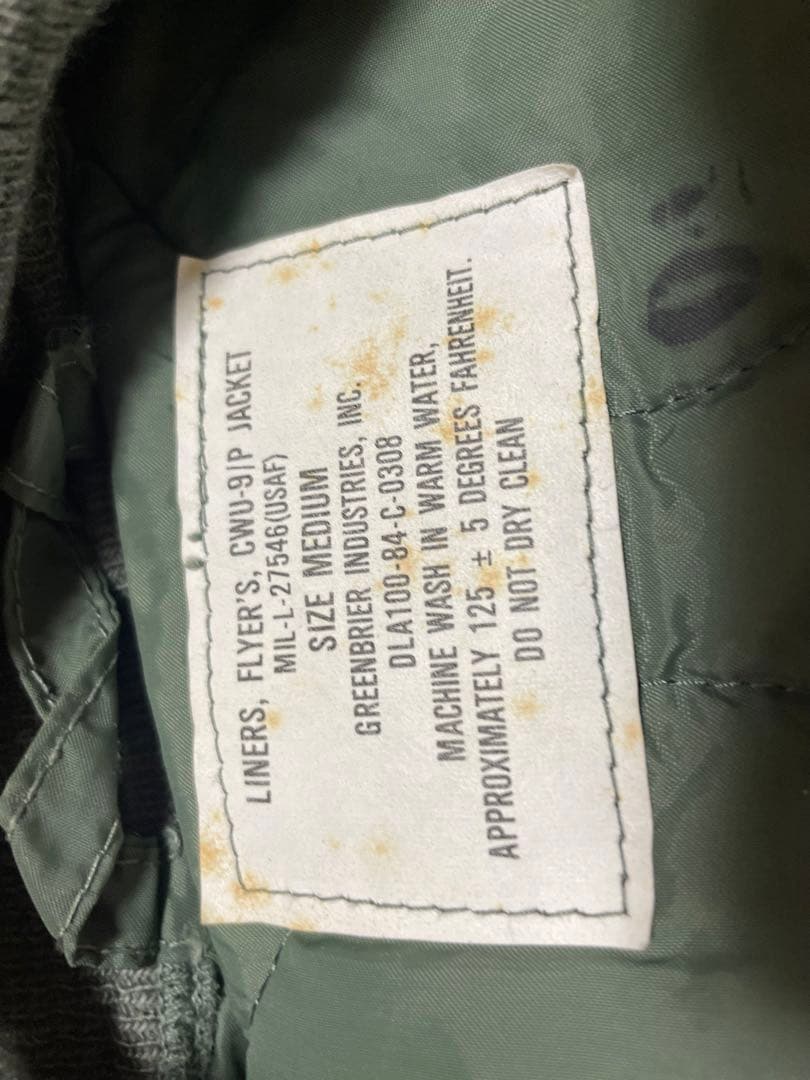 LINERS, FLYER'S, CWU-9/P JACKET
MIL-L-27546(USAF)
SIZE MEDIUM
GREENBRIER INDUSTRIES, INC.
DLA100-84-C-0308
MACHINE WASH IN WARM WATER,
APPROXIMATELY 125 ± 5 DEGREES FAHRENHEIT.
DO NOT DRY CLEAN